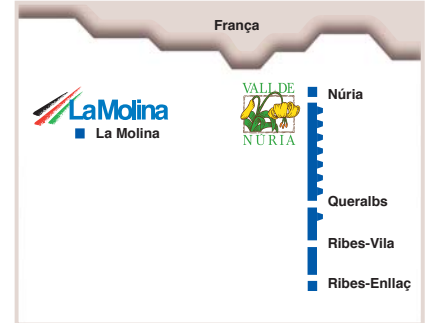 França
VALL DE
NÚRIA
LaMolina
La Molina
Núria
Queralbs
Ribes-Vila
Ribes-Enllaç